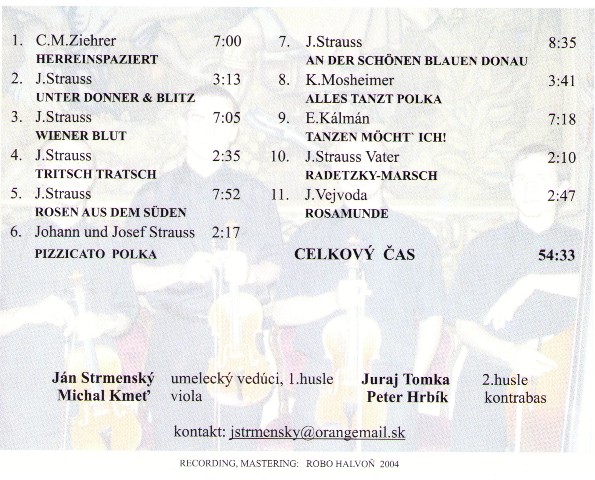 1. C.M.Ziehrer 7:00
HERREINSPAZIERT
2. J.Strauss 3:13
UNTER DONNER & BLITZ
3. J.Strauss 7:05
WIENER BLUT
4. J.Strauss 2:35
TRITSCH TRATSCH
5. J.Strauss 7:52
ROSEN AUS DEM SÜDEN
6. Johann und Josef Strauss 2:17
PIZZICATO POLKA
7. J.Strauss 8:35
AN DER SCHÖNEN BLAUEN DONAU
8. K.Mosheimer 3:41
ALLES TANZT POLKA
9. E.Kálmán 7:18
TANZEN MÖCHT` ICH!
10. J.Strauss Vater 2:10
RADETZKY-MARSCH
11. J.Vejvoda 2:47
ROSAMUNDE
CELKOVÝ ČAS 54:33
Ján Strmenský umelecký vedúci, 1.husle
Michal Kmeť viola
Juraj Tomka 2.husle
Peter Hrbík kontrabas
kontakt: jstrmensky@orangemail.sk
RECORDING, MASTERING: ROBO HALVOŇ 2004